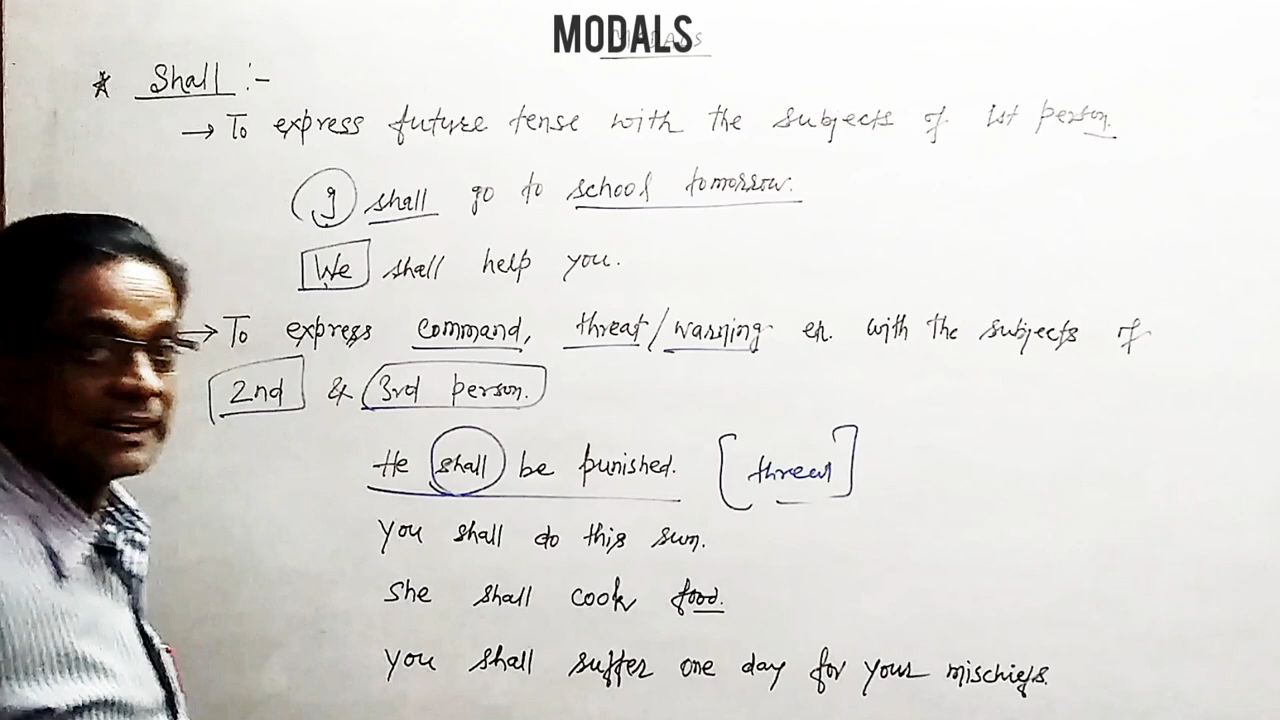 MODALS
* Shall :-
→ To express future tense with the subjects of 1st person.
I shall go to school tomorrow.
We shall help you.
→ To express command, threat/warning etc. with the subjects of
2nd & 3rd person.
He shall be punished. [threat]
You shall do this sum.
She shall cook food.
You shall suffer one day for your mischiefs.